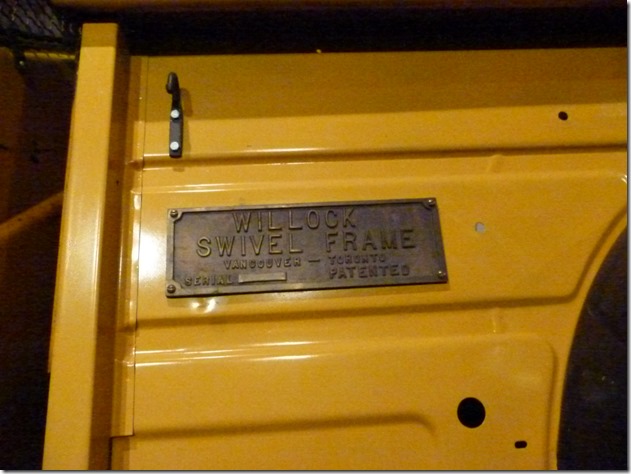 WILLOCK
SWIVEL FRAME
VANCOUVER — TORONTO
SERIAL PATENTED